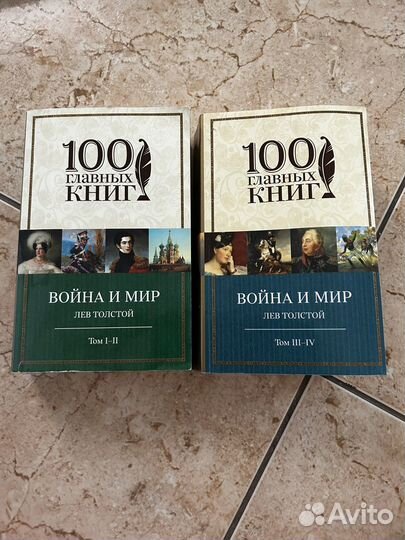 100
ГЛАВНЫХ
КНИГ
ВОЙНА И МИР
ЛЕВ ТОЛСТОЙ
Том I–II
100
ГЛАВНЫХ
КНИГ
ВОЙНА И МИР
ЛЕВ ТОЛСТОЙ
Том III–IV
Avito